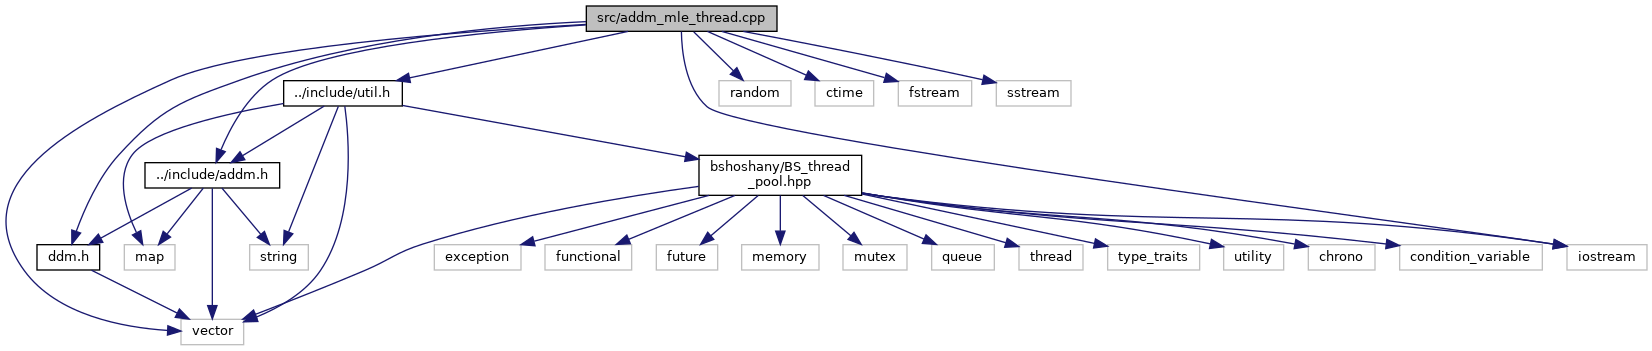 src/addm_mle_thread.cpp
../include/util.h
random
ctime
fstream
sstream
../include/addm.h
bshoshany/BS_thread
_pool.hpp
ddm.h
map
string
exception
functional
future
memory
mutex
queue
thread
type_traits
utility
chrono
condition_variable
iostream
vector